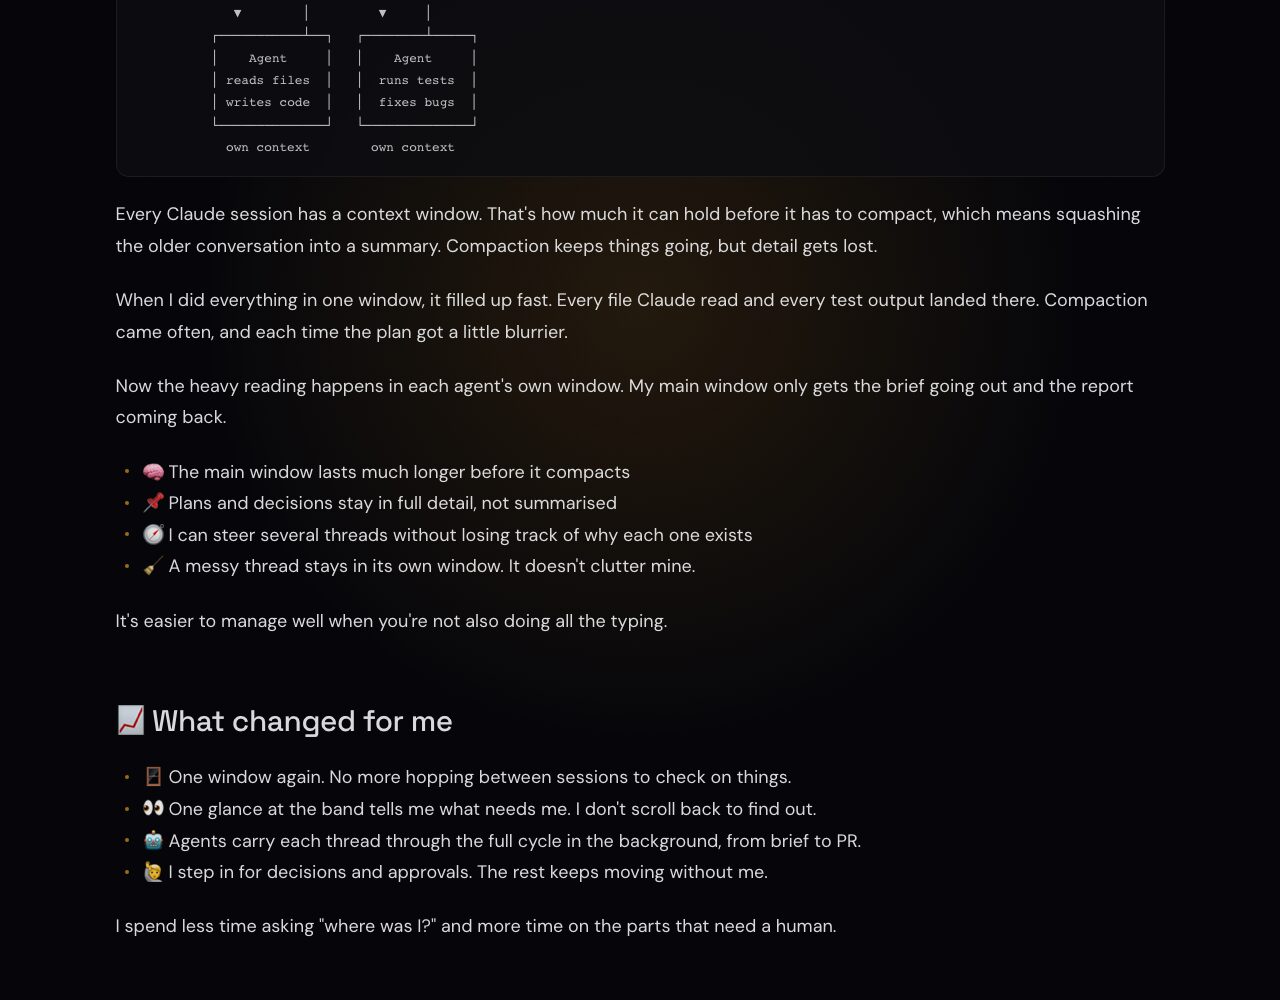 Agent Agent
reads files runs tests
writes code fixes bugs
own context own context
Every Claude session has a context window. That's how much it can hold before it has to compact, which means squashing
the older conversation into a summary. Compaction keeps things going, but detail gets lost.
When I did everything in one window, it filled up fast. Every file Claude read and every test output landed there. Compaction
came often, and each time the plan got a little blurrier.
Now the heavy reading happens in each agent's own window. My main window only gets the brief going out and the report
coming back.
• 🧠 The main window lasts much longer before it compacts
• 📌 Plans and decisions stay in full detail, not summarised
• 🧭 I can steer several threads without losing track of why each one exists
• 🧹 A messy thread stays in its own window. It doesn't clutter mine.
It's easier to manage well when you're not also doing all the typing.
📈 What changed for me
• 🚪 One window again. No more hopping between sessions to check on things.
• 👀 One glance at the band tells me what needs me. I don't scroll back to find out.
• 🤖 Agents carry each thread through the full cycle in the background, from brief to PR.
• 🙋 I step in for decisions and approvals. The rest keeps moving without me.
I spend less time asking "where was I?" and more time on the parts that need a human.